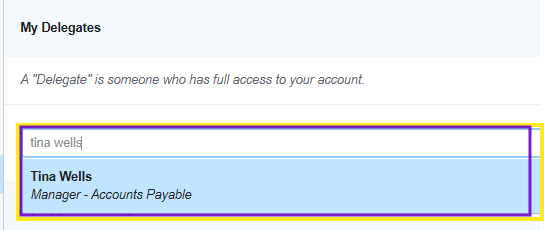 My Delegates
A "Delegate" is someone who has full access to your account.
tina wells
Tina Wells
Manager - Accounts Payable